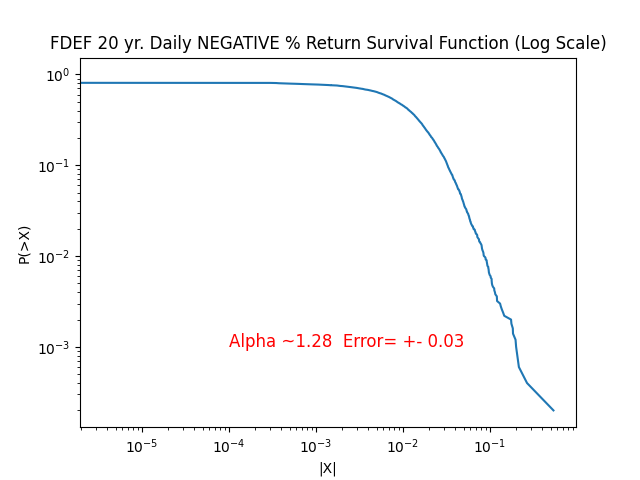 FDEF 20 yr. Daily NEGATIVE % Return Survival Function (Log Scale)
10⁰
10⁻¹
10⁻²
10⁻³
P(>X)
Alpha ~1.28  Error= +- 0.03
10⁻⁵ 10⁻⁴ 10⁻³ 10⁻² 10⁻¹
|X|